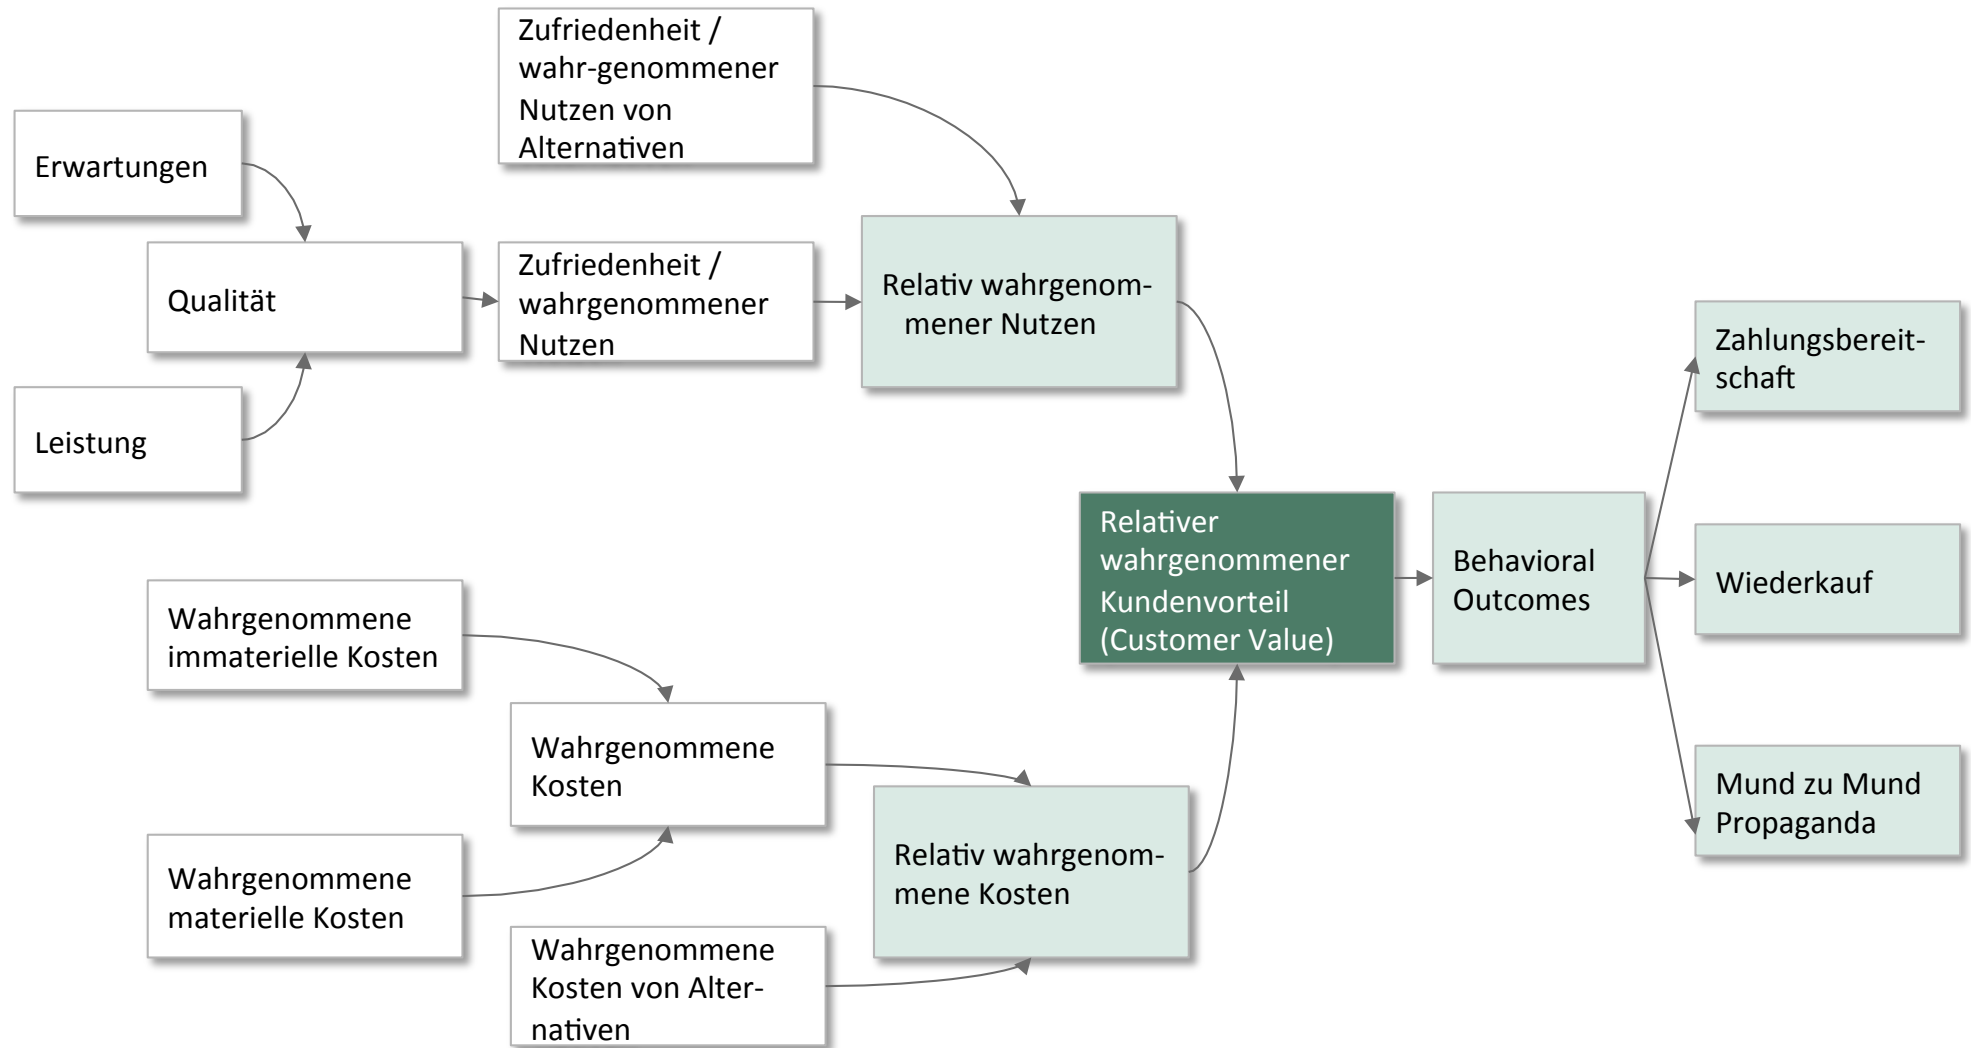 Zufriedenheit /
wahr-genommener
Nutzen von
Alternativen
Erwartungen
Qualität
Zufriedenheit /
wahrgenommener
Nutzen
Relativ wahrgenom-
mener Nutzen
Leistung
Zahlungsbereit-
schaft
Relativer
wahrgenommener
Kundenvorteil
(Customer Value)
Behavioral
Outcomes
Wiederkauf
Wahrgenommene
immaterielle Kosten
Wahrgenommene
Kosten
Mund zu Mund
Propaganda
Wahrgenommene
materielle Kosten
Relativ wahrgenom-
mene Kosten
Wahrgenommene
Kosten von Alter-
nativen